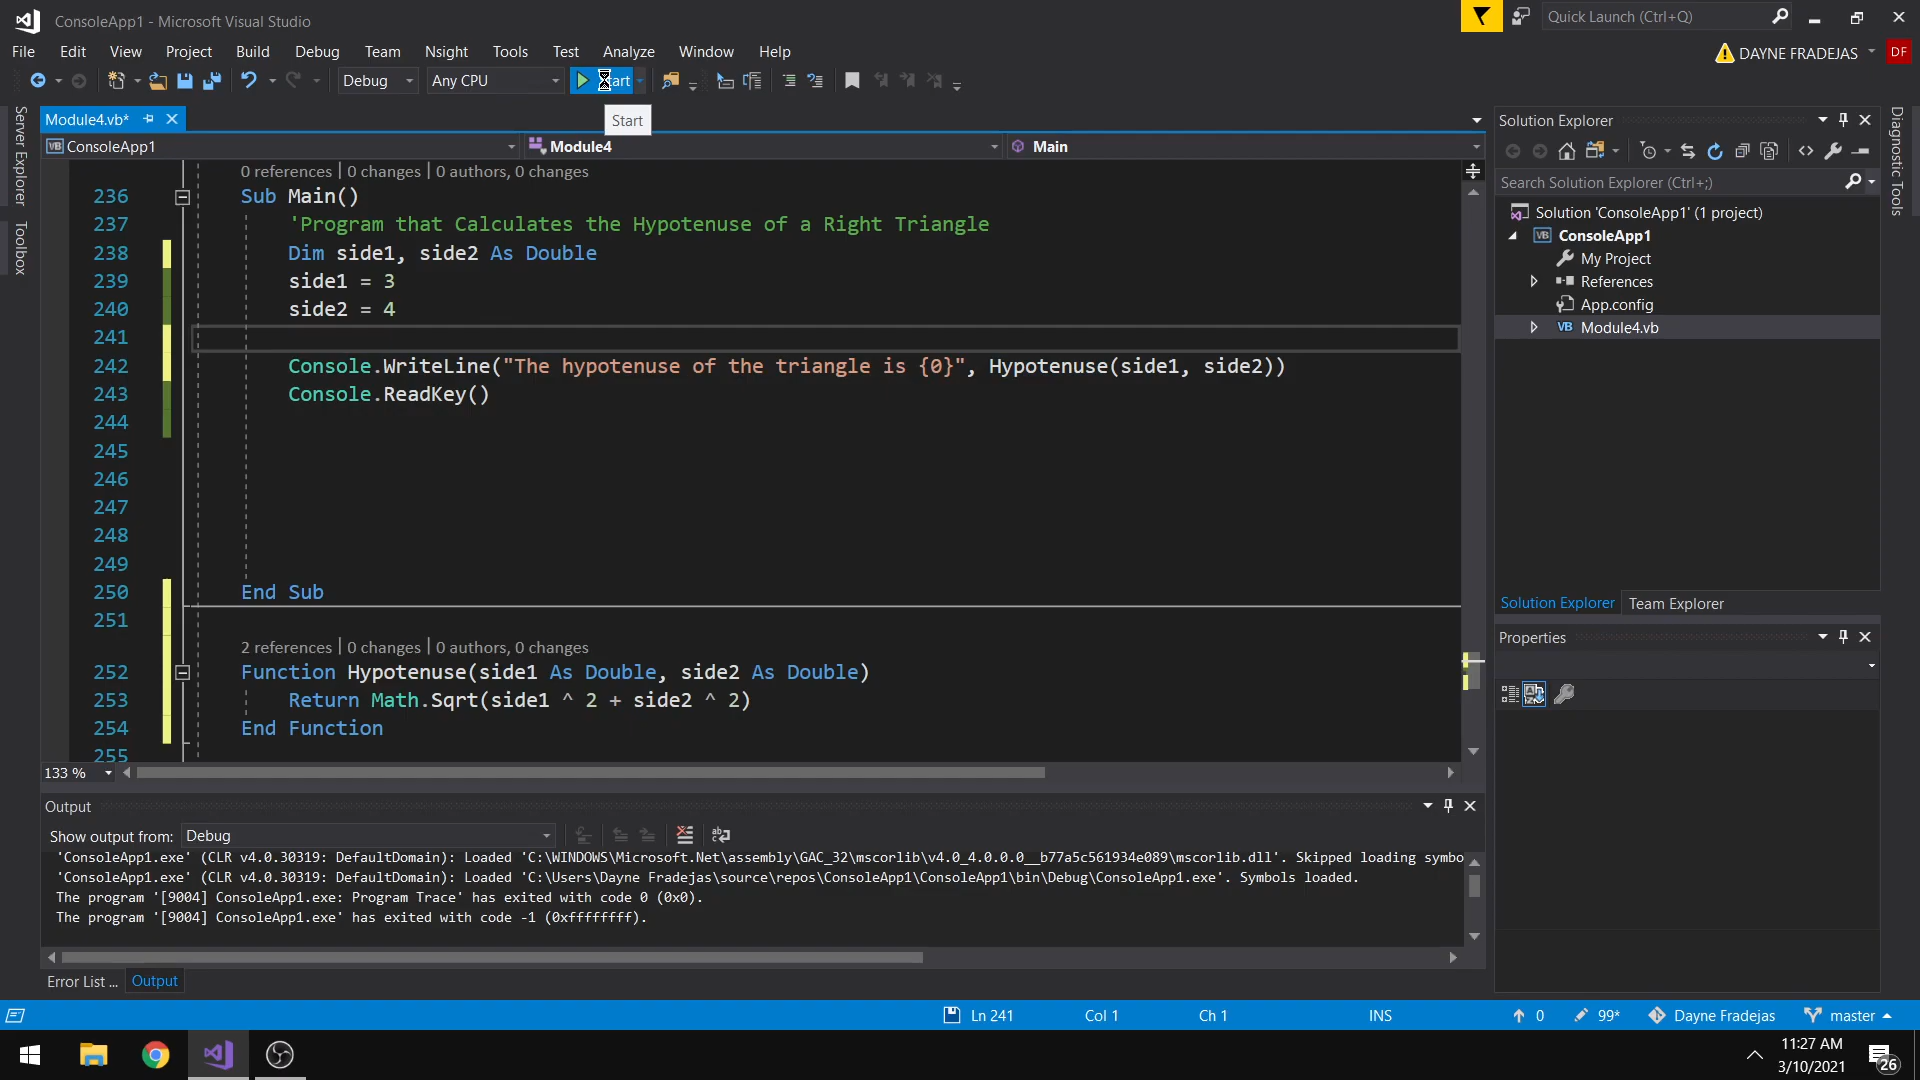 ConsoleApp1 - Microsoft Visual Studio
Quick Launch (Ctrl+Q)
File Edit View Project Build Debug Team Nsight Tools Test Analyze Window Help
DAYNE FRADEJAS DF
Debug Any CPU
Start
Server Explorer
Toolbox
Module4.vb*
ConsoleApp1 Module4 Main
0 references | 0 changes | 0 authors, 0 changes
236 Sub Main()
237 'Program that Calculates the Hypotenuse of a Right Triangle
238 Dim side1, side2 As Double
239 side1 = 3
240 side2 = 4
241
242 Console.WriteLine("The hypotenuse of the triangle is {0}", Hypotenuse(side1, side2))
243 Console.ReadKey()
244
245
246
247
248
249
250 End Sub
251
2 references | 0 changes | 0 authors, 0 changes
252 Function Hypotenuse(side1 As Double, side2 As Double)
253 Return Math.Sqrt(side1 ^ 2 + side2 ^ 2)
254 End Function
255
133 %
Output
Show output from: Debug
'ConsoleApp1.exe' (CLR v4.0.30319: DefaultDomain): Loaded 'C:\WINDOWS\Microsoft.Net\assembly\GAC_32\mscorlib\v4.0_4.0.0.0__b77a5c561934e089\mscorlib.dll'. Skipped loading symbo
'ConsoleApp1.exe' (CLR v4.0.30319: DefaultDomain): Loaded 'C:\Users\Dayne Fradejas\source\repos\ConsoleApp1\ConsoleApp1\bin\Debug\ConsoleApp1.exe'. Symbols loaded.
The program '[9004] ConsoleApp1.exe: Program Trace' has exited with code 0 (0x0).
The program '[9004] ConsoleApp1.exe' has exited with code -1 (0xffffffff).
Error List ... Output
Solution Explorer
Search Solution Explorer (Ctrl+;)
Solution 'ConsoleApp1' (1 project)
VB ConsoleApp1
My Project
References
App.config
VB Module4.vb
Solution Explorer Team Explorer
Properties
Diagnostic Tools
Ln 241 Col 1 Ch 1 INS 0 99* Dayne Fradejas master
11:27 AM
3/10/2021
26